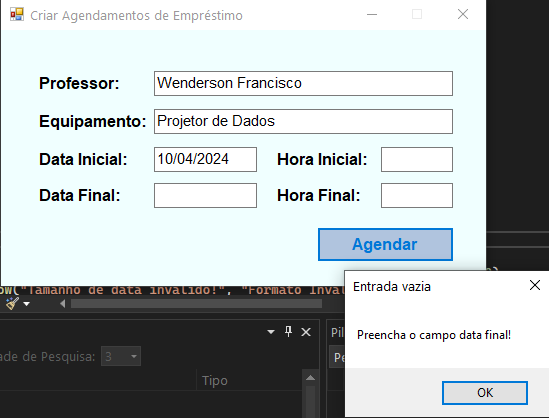 Criar Agendamentos de Empréstimo
Professor: Wenderson Francisco
Equipamento: Projetor de Dados
Data Inicial: 10/04/2024 Hora Inicial:
Data Final: Hora Final:
Agendar
ow("Tamanho de data inválido!", "Formato Invál
Entrada vazia
Preencha o campo data final!
OK
ade de Pesquisa: 3
Tipo
Pil
Pe